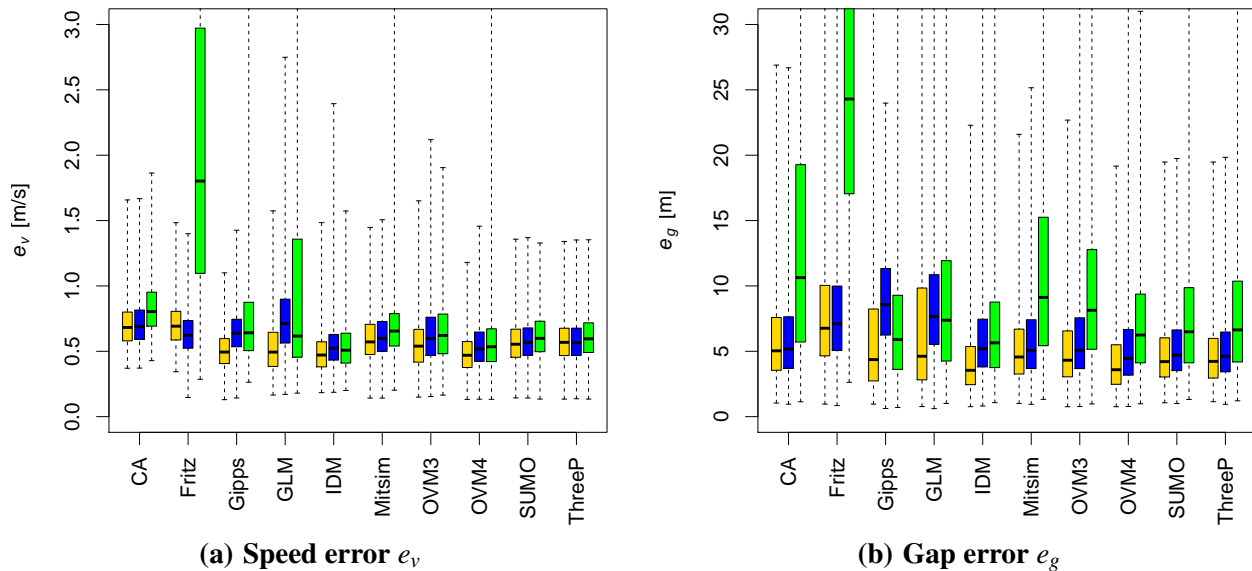 3.0
2.5
2.0
1.5
1.0
0.5
0.0
e_v [m/s]
CA
Fritz
Gipps
GLM
IDM
Mitsim
OVM3
OVM4
SUMO
ThreeP
(a) Speed error e_v
30
25
20
15
10
5
0
e_g [m]
CA
Fritz
Gipps
GLM
IDM
Mitsim
OVM3
OVM4
SUMO
ThreeP
(b) Gap error e_g